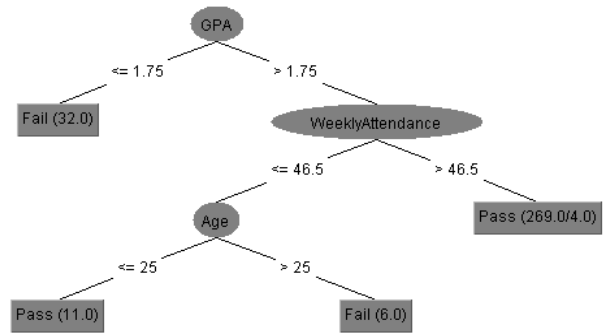 GPA
<= 1.75
> 1.75
Fail (32.0)
WeeklyAttendance
<= 46.5
> 46.5
Age
Pass (269.0/4.0)
<= 25
> 25
Pass (11.0)
Fail (6.0)